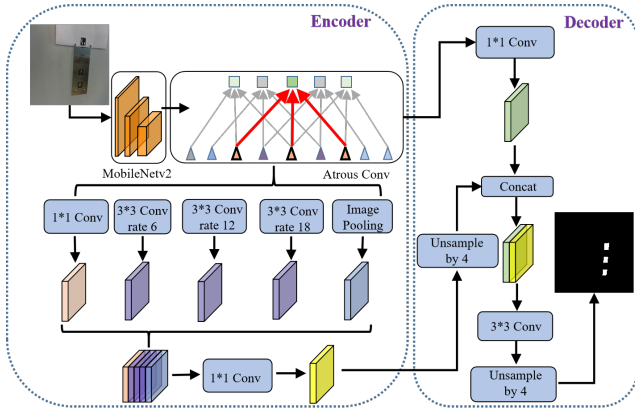 Encoder
Decoder
1*1 Conv
MobileNetv2
Atrous Conv
1*1 Conv
3*3 Conv
rate 6
3*3 Conv
rate 12
3*3 Conv
rate 18
Image
Pooling
Concat
Unsample
by 4
3*3 Conv
1*1 Conv
Unsample
by 4